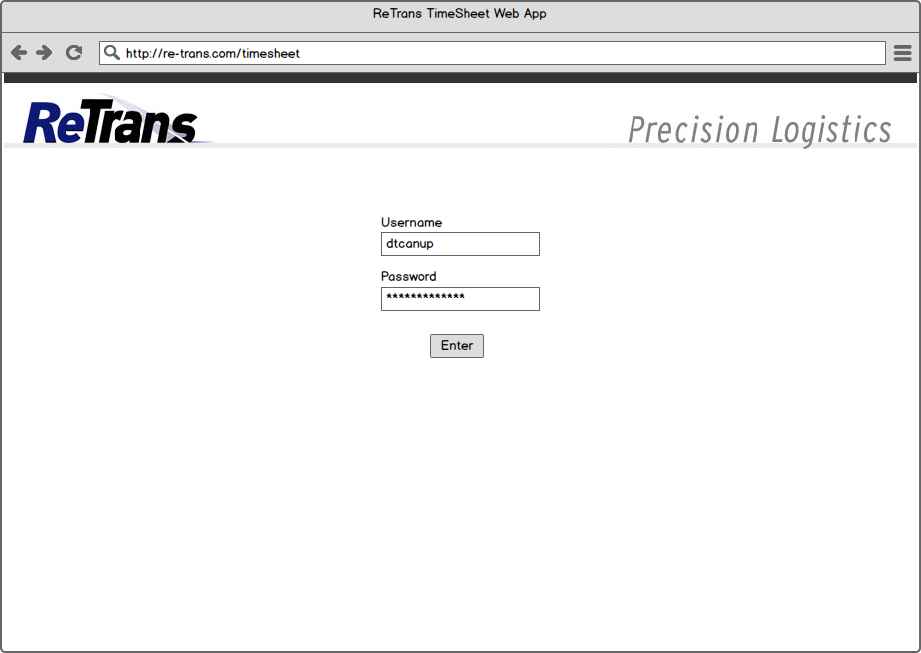 ReTrans TimeSheet Web App
http://re-trans.com/timesheet
ReTrans
Precision Logistics
Username
dtcanup
Password
*************
Enter